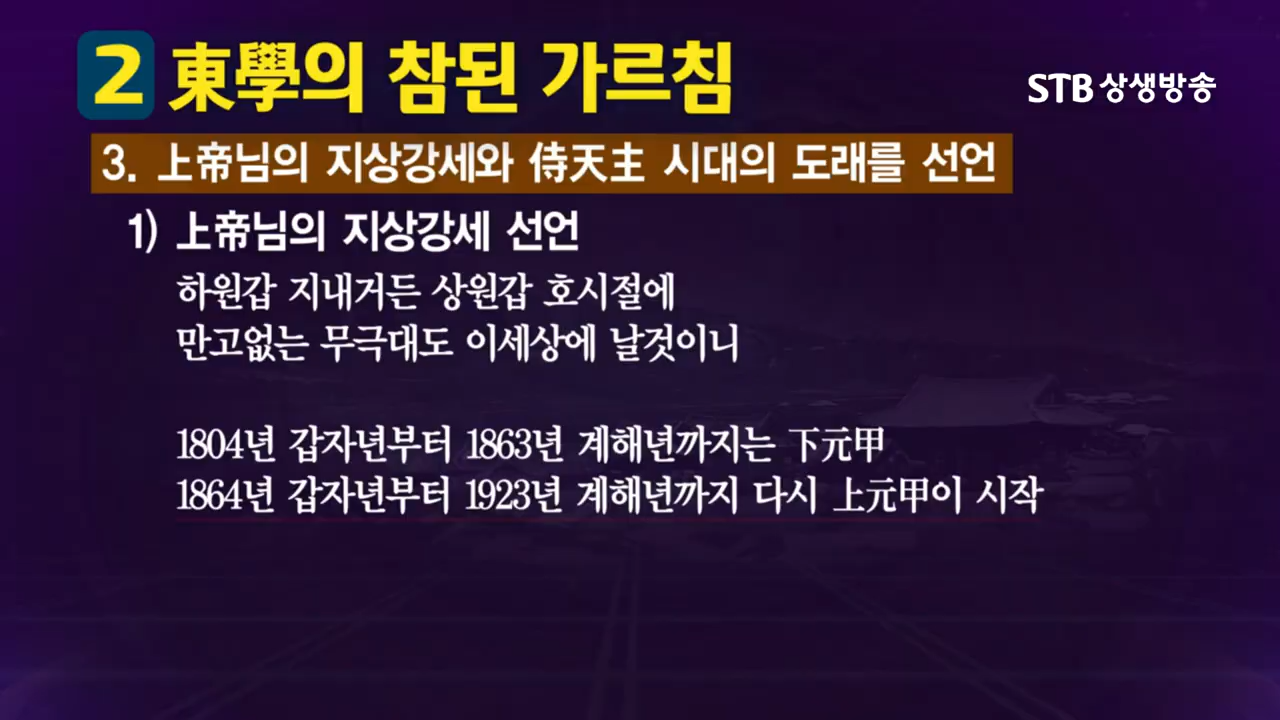 2 東學의 참된 가르침
STB 상생방송
3. 上帝님의 지상강세와 侍天主 시대의 도래를 선언
1) 上帝님의 지상강세 선언
하원갑 지내거든 상원갑 호시절에
만고없는 무극대도 이세상에 날것이니
1804년 갑자년부터 1863년 계해년까지는 下元甲
1864년 갑자년부터 1923년 계해년까지 다시 上元甲이 시작